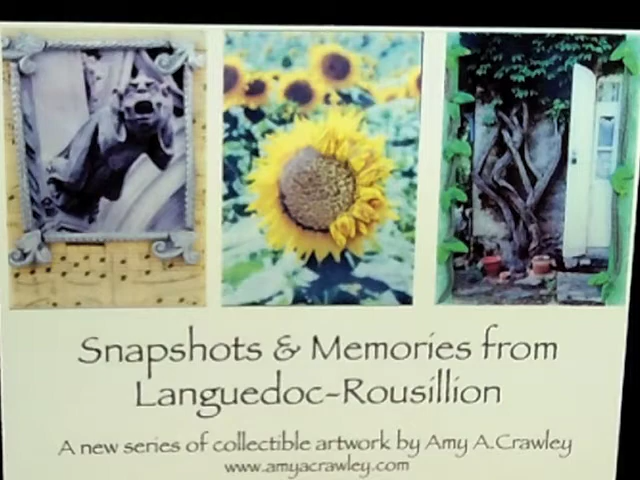 Snapshots & Memories from
Languedoc-Rousillion
A new series of collectible artwork by Amy A. Crawley
www.amyacrawley.com